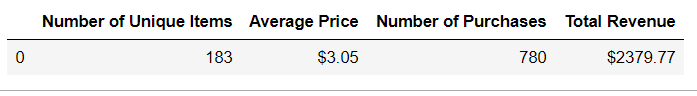 Number of Unique Items Average Price Number of Purchases Total Revenue
0 183 $3.05 780 $2379.77